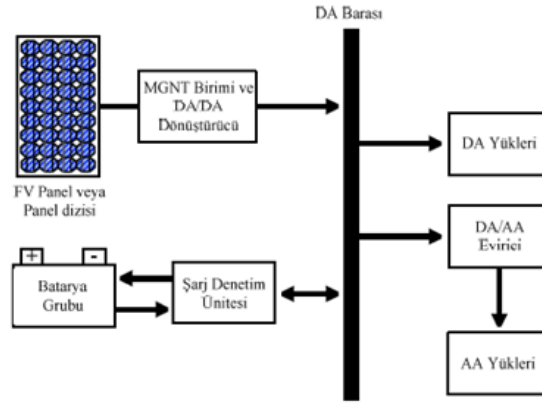 DA Barası
MGNT Birimi ve
DA/DA
Dönüştürücü
DA Yükleri
FV Panel veya
Panel dizisi
DA/AA
Evirici
+ -
Batarya
Grubu
Şarj Denetim
Ünitesi
AA Yükleri